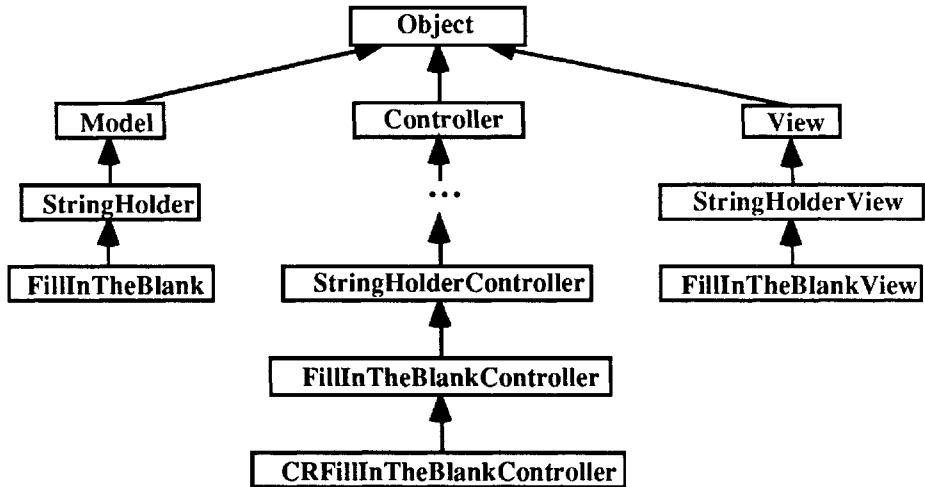 Object
Model
Controller
View
...
StringHolder
StringHolderView
FillInTheBlank
StringHolderController
FillInTheBlankView
FillInTheBlankController
CRFillInTheBlankController